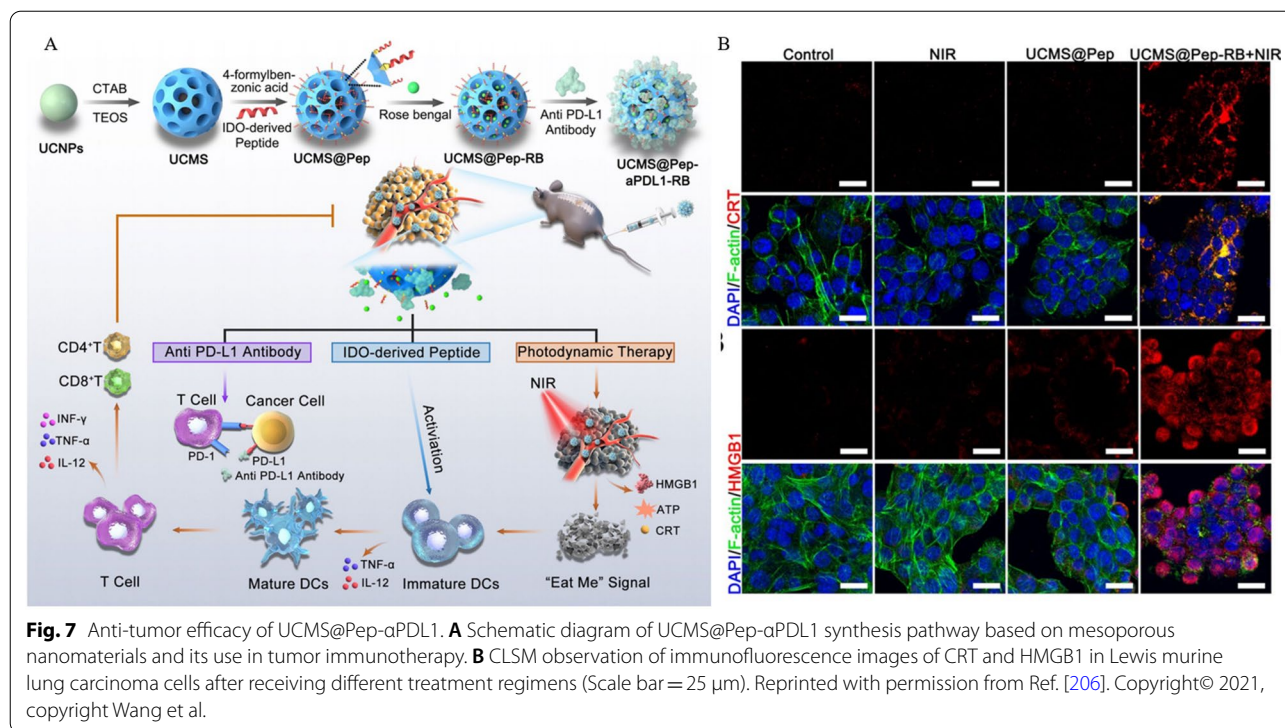 A
CTAB
TEOS
4-formylben-
zonic acid
IDO-derived
Peptide
Rose bengal
Anti PD-L1
Antibody
UCNPs
UCMS
UCMS@Pep
UCMS@Pep-RB
UCMS@Pep-
aPDL1-RB
CD4+T
CD8+T
INF-γ
TNF-α
IL-12
Anti PD-L1 Antibody
IDO-derived Peptide
Photodynamic Therapy
T Cell
Cancer Cell
PD-1
PD-L1
Anti PD-L1 Antibody
Activiation
NIR
HMGB1
ATP
CRT
TNF-α
IL-12
T Cell
Mature DCs
Immature DCs
"Eat Me" Signal
B
Control
NIR
UCMS@Pep
UCMS@Pep-RB+NIR
CRT
DAPI/F-actin/CRT
HMGB1
DAPI/F-actin/HMGB1
Fig. 7 Anti-tumor efficacy of UCMS@Pep-αPDL1. A Schematic diagram of UCMS@Pep-αPDL1 synthesis pathway based on mesoporous
nanomaterials and its use in tumor immunotherapy. B CLSM observation of immunofluorescence images of CRT and HMGB1 in Lewis murine
lung carcinoma cells after receiving different treatment regimens (Scale bar = 25 μm). Reprinted with permission from Ref. [206]. Copyright© 2021,
copyright Wang et al.